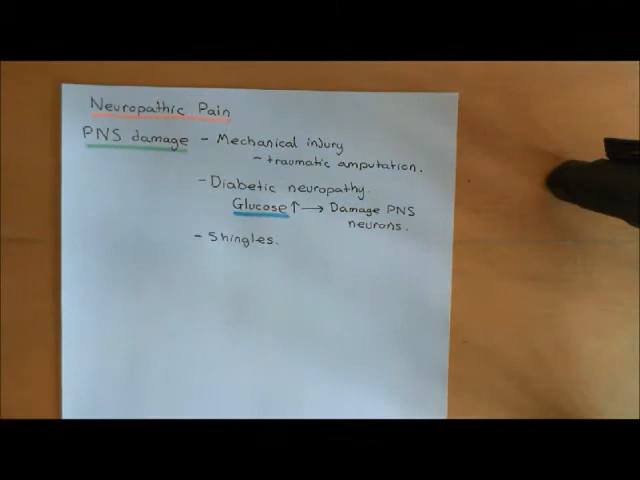 Neuropathic Pain
PNS damage - Mechanical injury
- traumatic amputation.
- Diabetic neuropathy.
Glucose ↑ → Damage PNS
neurons.
- Shingles.